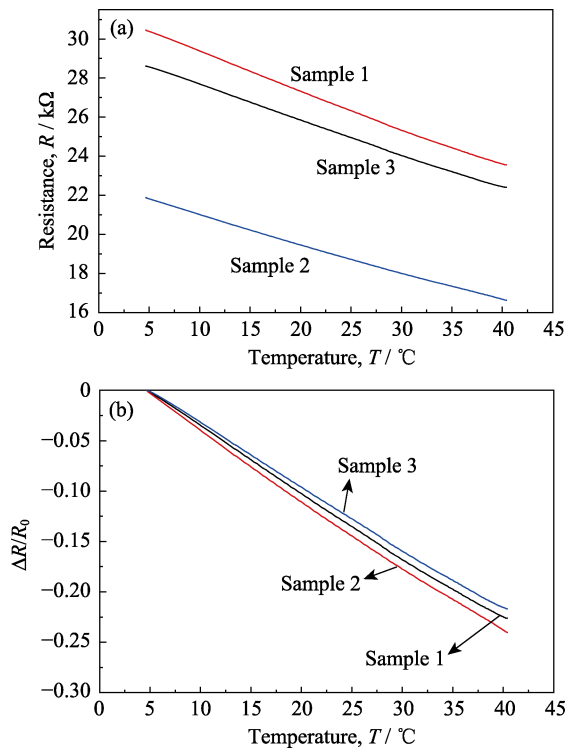 (a)
30
28
26
24
22
20
18
16
Resistance, R / kΩ
Sample 1
Sample 3
Sample 2
0 5 10 15 20 25 30 35 40 45
Temperature, T / ℃
(b)
0
−0.05
−0.10
−0.15
−0.20
−0.25
−0.30
ΔR/R₀
Sample 3
Sample 2
Sample 1
0 5 10 15 20 25 30 35 40 45
Temperature, T / ℃